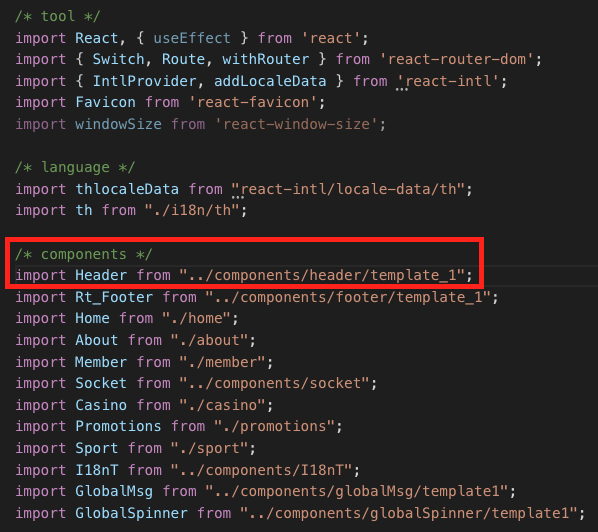 /* tool */
import React, { useEffect } from 'react';
import { Switch, Route, withRouter } from 'react-router-dom';
import { IntlProvider, addLocaleData } from 'react-intl';
import Favicon from 'react-favicon';
import windowSize from 'react-window-size';
/* language */
import thlocaleData from "react-intl/locale-data/th";
import th from "./i18n/th";
/* components */
import Header from "../components/header/template_1";
import Rt_Footer from "../components/footer/template_1";
import Home from "./home";
import About from "./about";
import Member from "./member";
import Socket from "../components/socket";
import Casino from "./casino";
import Promotions from "./promotions";
import Sport from "./sport";
import I18nT from "../components/I18nT";
import GlobalMsg from "../components/globalMsg/template1";
import GlobalSpinner from "../components/globalSpinner/template1";